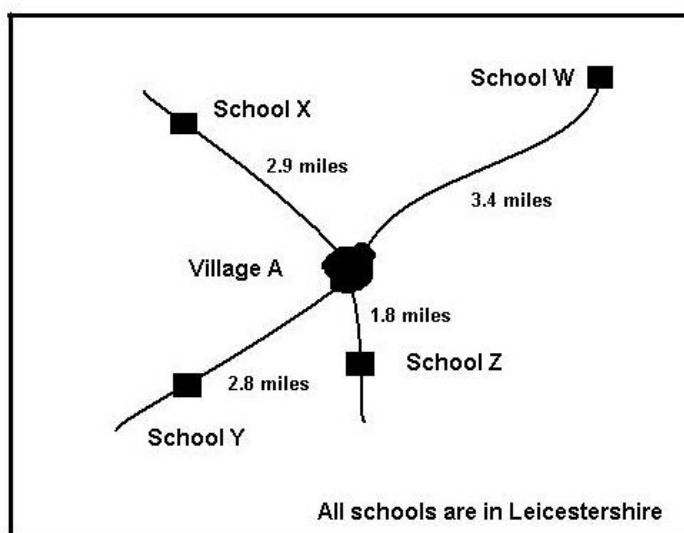 School W
School X
2.9 miles
3.4 miles
Village A
1.8 miles
School Z
2.8 miles
School Y
All schools are in Leicestershire